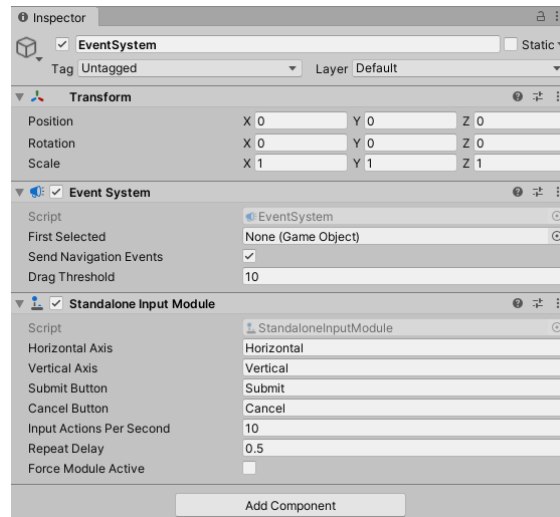 Inspector
EventSystem Static
Tag Untagged Layer Default
Transform
Position X 0 Y 0 Z 0
Rotation X 0 Y 0 Z 0
Scale X 1 Y 1 Z 1
Event System
Script EventSystem
First Selected None (Game Object)
Send Navigation Events
Drag Threshold 10
Standalone Input Module
Script StandaloneInputModule
Horizontal Axis Horizontal
Vertical Axis Vertical
Submit Button Submit
Cancel Button Cancel
Input Actions Per Second 10
Repeat Delay 0.5
Force Module Active
Add Component